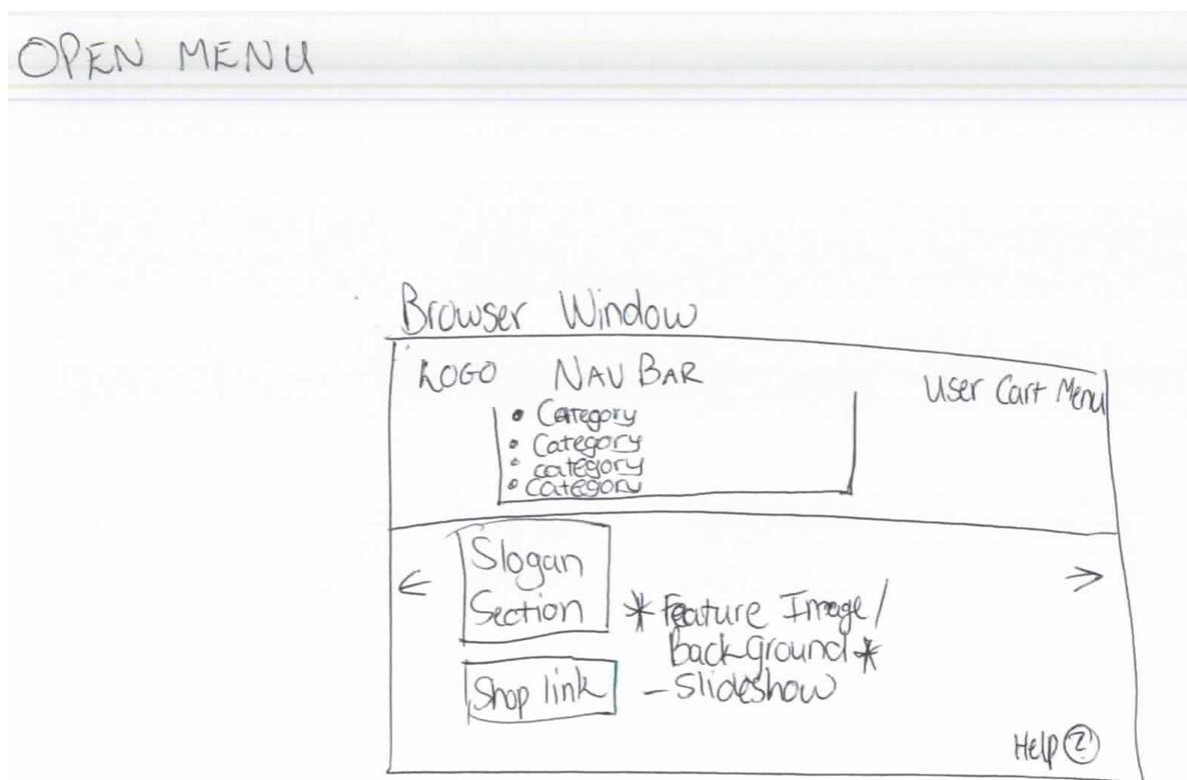 OPEN MENU
Browser Window
LOGO NAV BAR User Cart Menu
• Category
• Category
• category
• Category
← Slogan →
Section
* Feature Image/
Background *
Shop link - Slideshow
Help ?